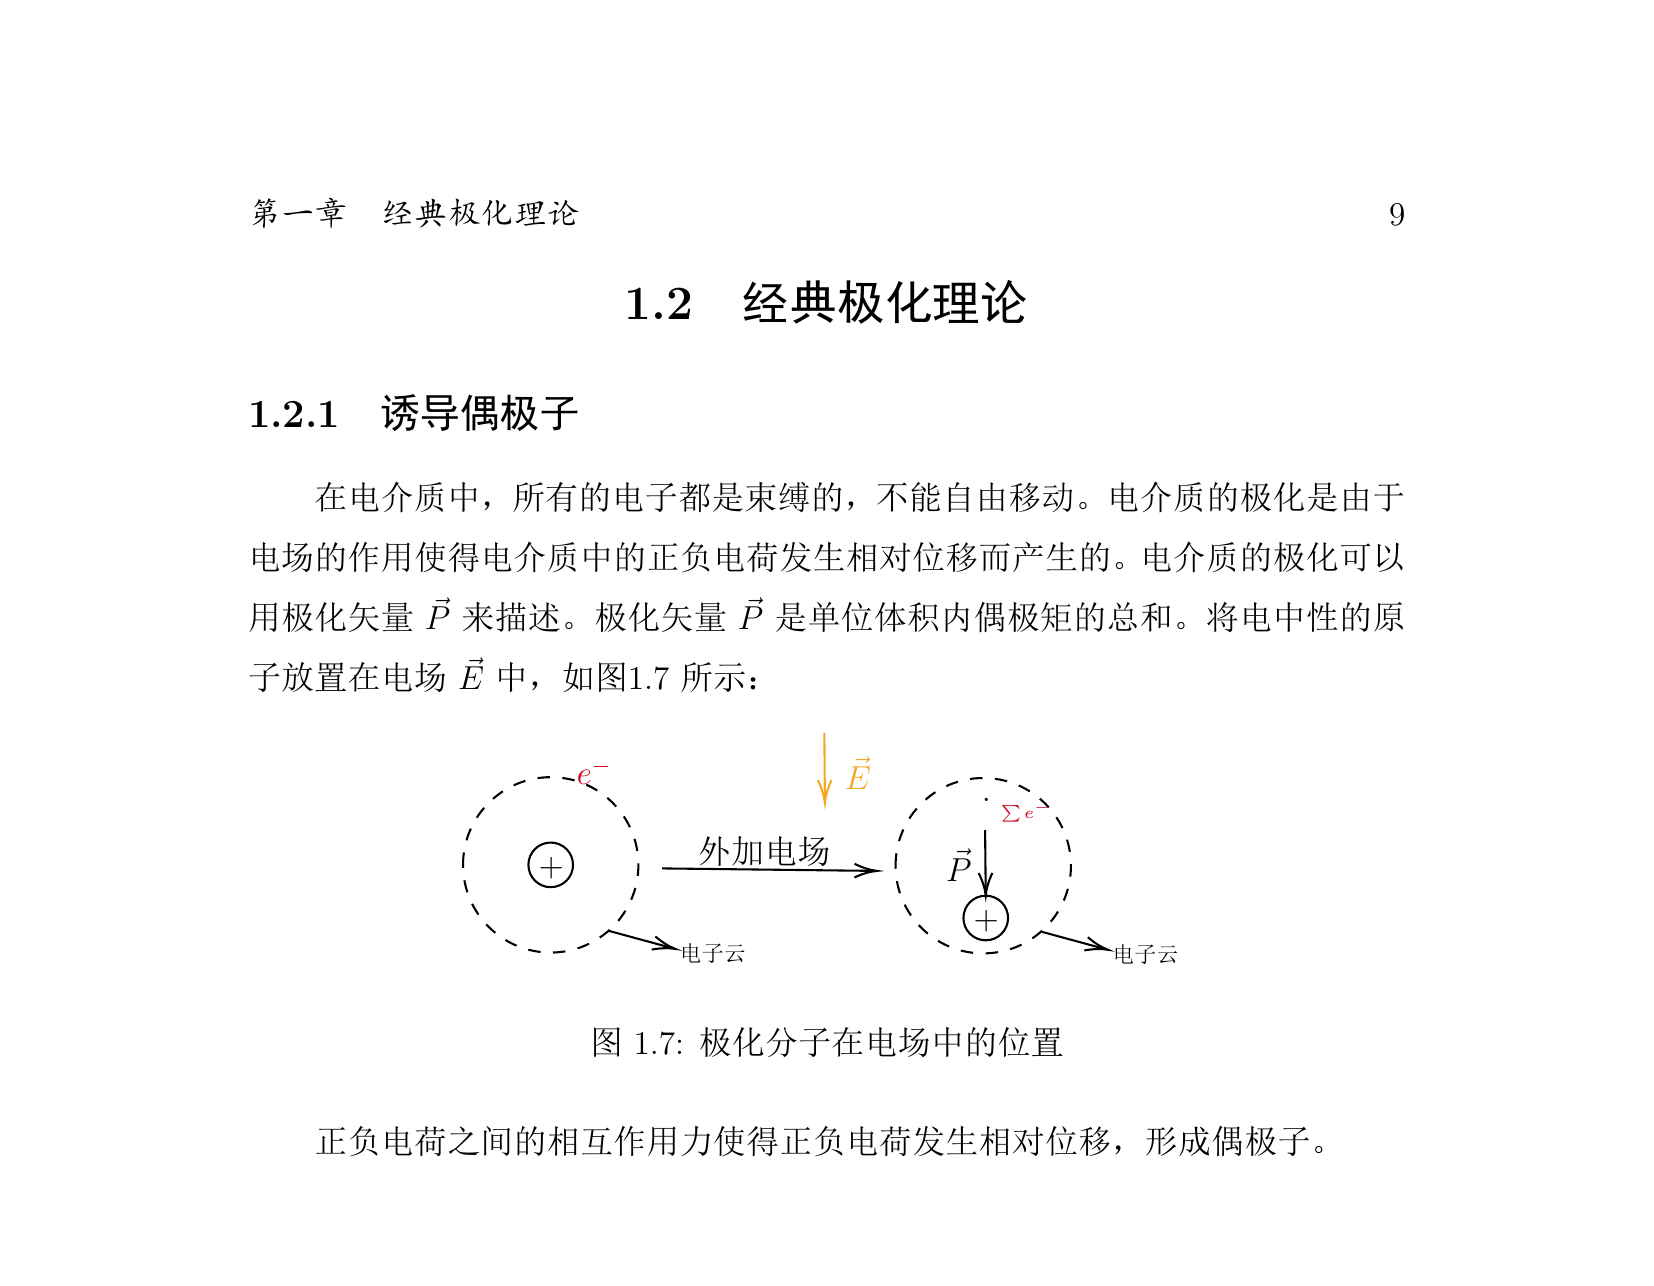 第一章 经典极化理论 9
1.2 经典极化理论
1.2.1 诱导偶极子
在电介质中，所有的电子都是束缚的，不能自由移动。电介质的极化是由于
电场的作用使得电介质中的正负电荷发生相对位移而产生的。电介质的极化可以
用极化矢量 $\vec{P}$ 来描述。极化矢量 $\vec{P}$ 是单位体积内偶极矩的总和。将电中性的原
子放置在电场 $\vec{E}$ 中，如图1.7 所示：
$e^-$
$\vec{E}$
$\sum e^-$
外加电场
$\vec{P}$
+
+
电子云
电子云
图 1.7: 极化分子在电场中的位置
正负电荷之间的相互作用力使得正负电荷发生相对位移，形成偶极子。